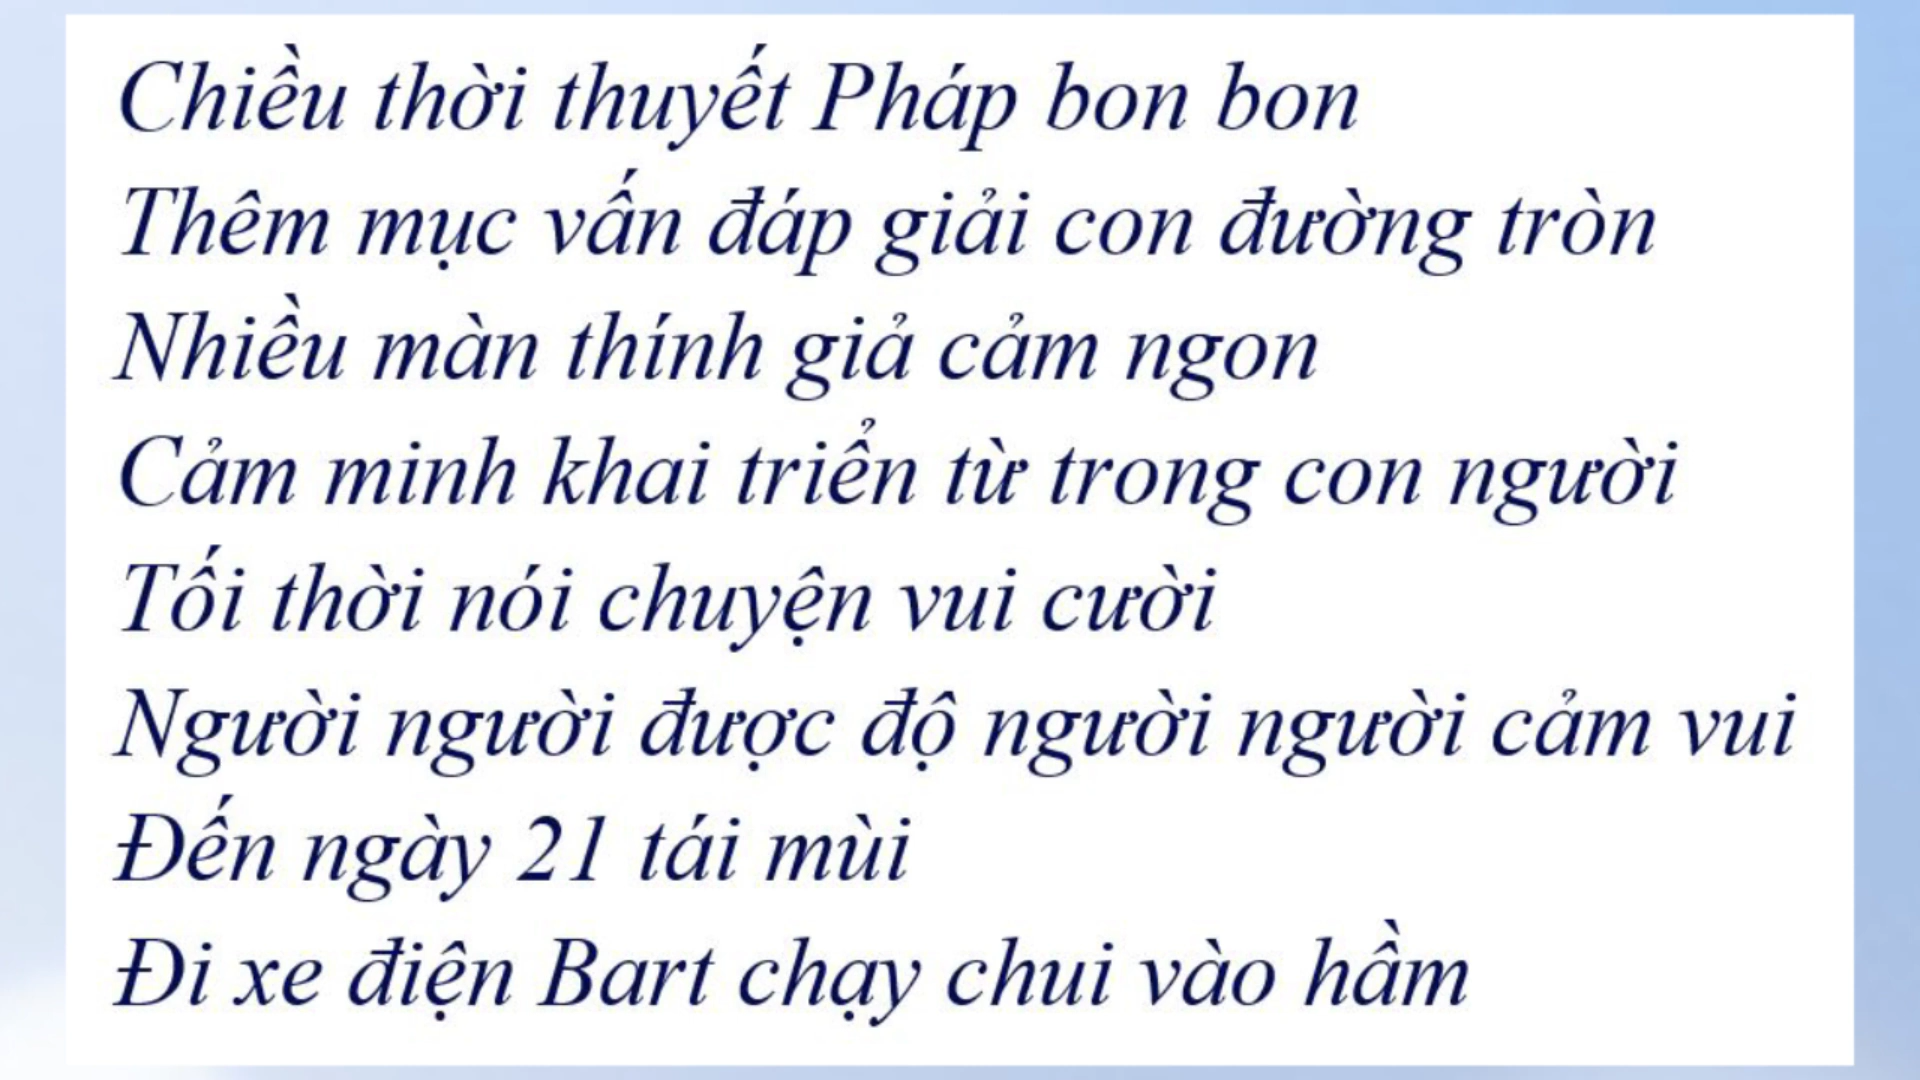 Chiều thời thuyết Pháp bon bon
Thêm mục vấn đáp giải con đường tròn
Nhiều màn thính giả cảm ngon
Cảm minh khai triển từ trong con người
Tối thời nói chuyện vui cười
Người người được độ người người cảm vui
Đến ngày 21 tái mùi
Đi xe điện Bart chạy chui vào hầm